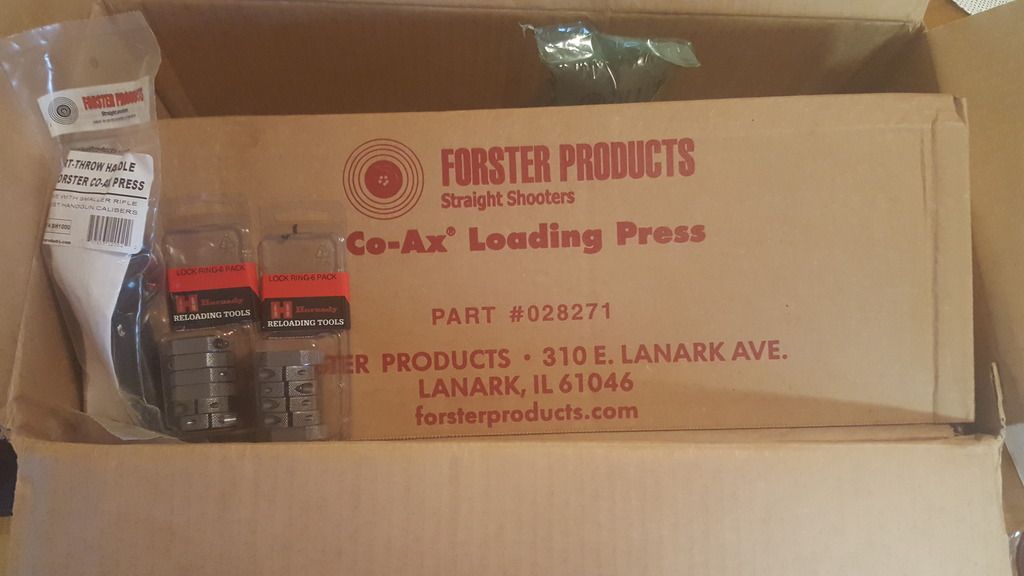 FORSTER PRODUCTS
Straight Shooters
Co-Ax® Loading Press
PART #028271
PRODUCTS • 310 E. LANARK AVE.
LANARK, IL 61046
forsterproducts.com
FORSTER PRODUCTS
RT-THROW HANDLE
ORSTER CO-AX PRESS
WITH SMALLER RIFLE
HANDGUN CALIBERS
LOCK RING-6 PACK
H Hornady
RELOADING TOOLS
LOCK RING-6 PACK
H Hornady
RELOADING TOOLS